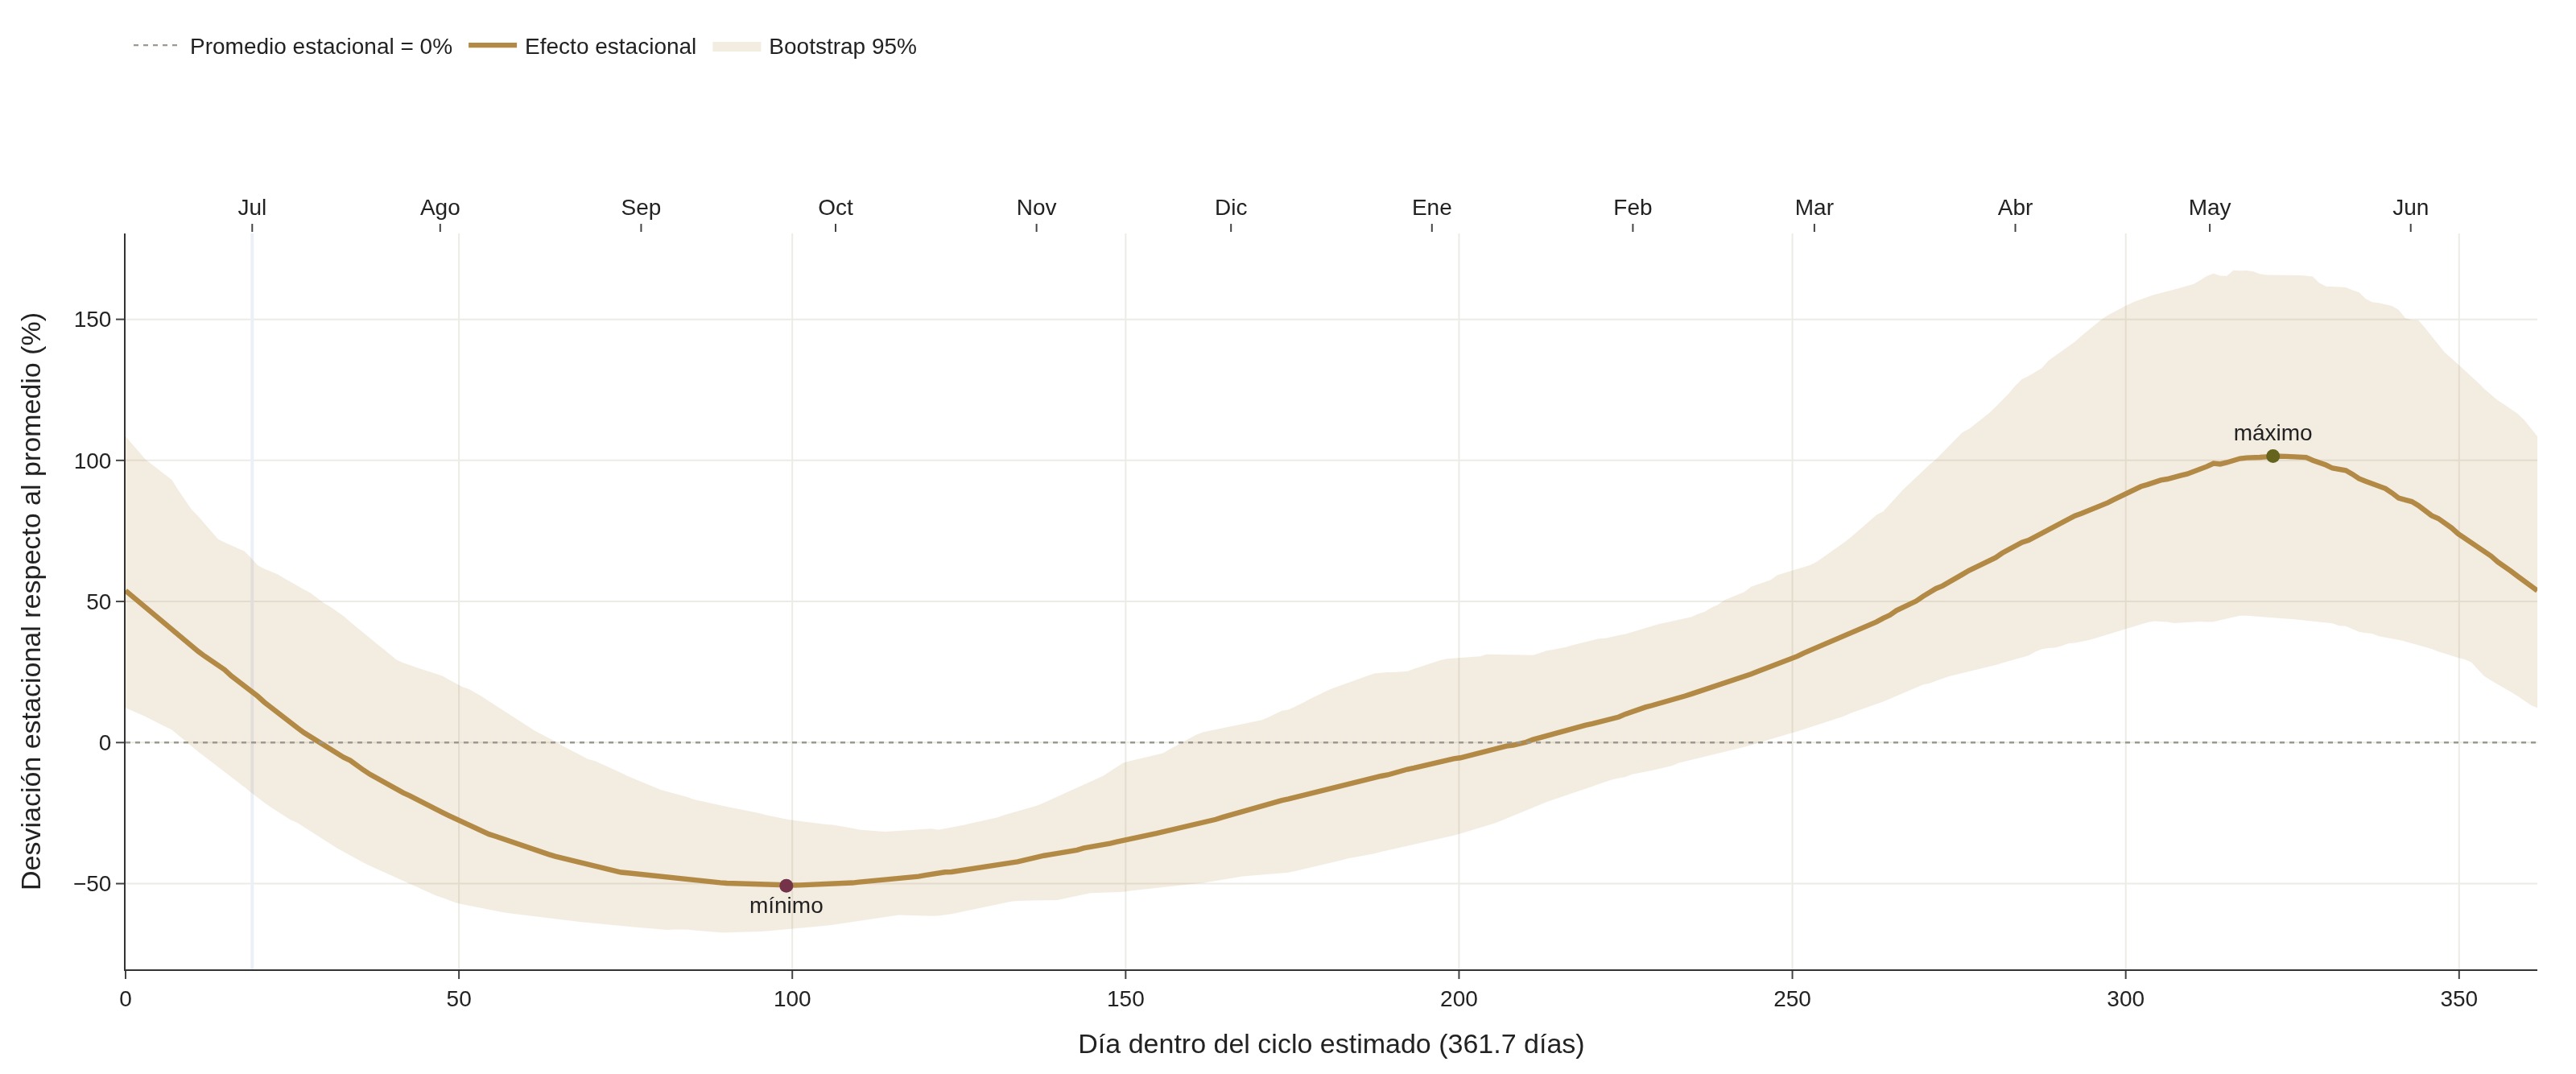 Promedio estacional = 0% Efecto estacional Bootstrap 95%
Jul Ago Sep Oct Nov Dic Ene Feb Mar Abr May Jun
Desviación estacional respecto al promedio (%)
150
100
50
0
−50
máximo
mínimo
0 50 100 150 200 250 300 350
Día dentro del ciclo estimado (361.7 días)